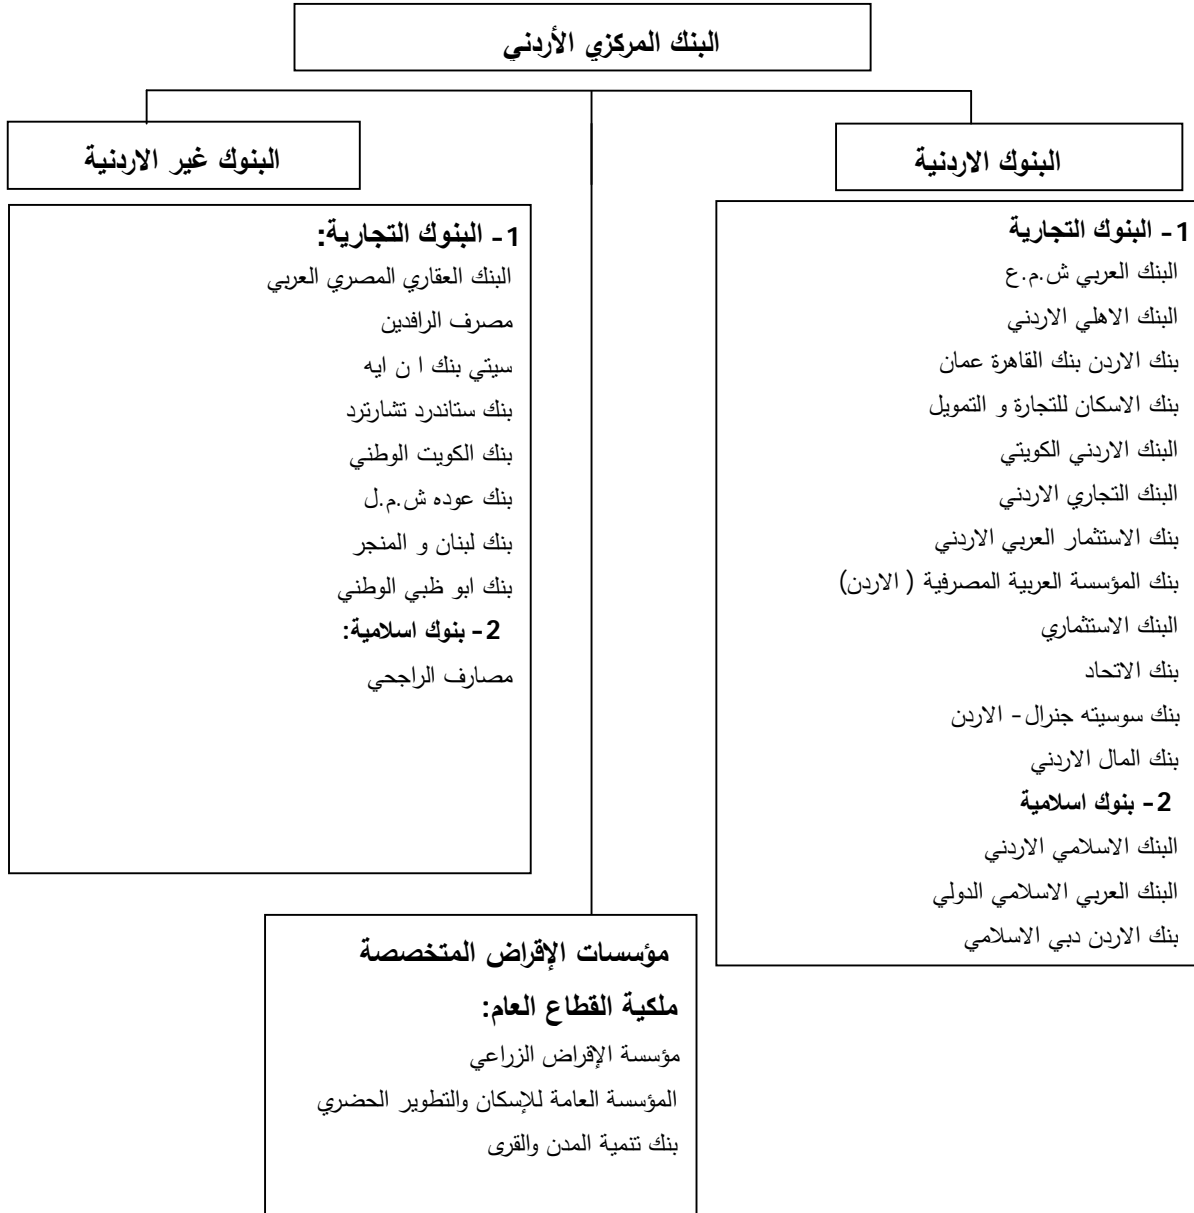 البنك المركزي الأردني
البنوك الاردنية
1- البنوك التجارية
البنك العربي ش.م.ع
البنك الاهلي الاردني
بنك الاردن بنك القاهرة عمان
بنك الاسكان للتجارة و التمويل
البنك الاردني الكويتي
البنك التجاري الاردني
بنك الاستثمار العربي الاردني
بنك المؤسسة العربية المصرفية ( الاردن)
البنك الاستثماري
بنك الاتحاد
بنك سوسيته جنرال- الاردن
بنك المال الاردني
2- بنوك اسلامية
البنك الاسلامي الاردني
البنك العربي الاسلامي الدولي
بنك الاردن دبي الاسلامي
البنوك غير الاردنية
1- البنوك التجارية:
البنك العقاري المصري العربي
مصرف الرافدين
سيتي بنك ا ن ايه
بنك ستاندرد تشارترد
بنك الكويت الوطني
بنك عوده ش.م.ل
بنك لبنان و المنجر
بنك ابو ظبي الوطني
2- بنوك اسلامية:
مصارف الراجحي
مؤسسات الإقراض المتخصصة
ملكية القطاع العام:
مؤسسة الإقراض الزراعي
المؤسسة العامة للإسكان والتطوير الحضري
بنك تنمية المدن والقرى